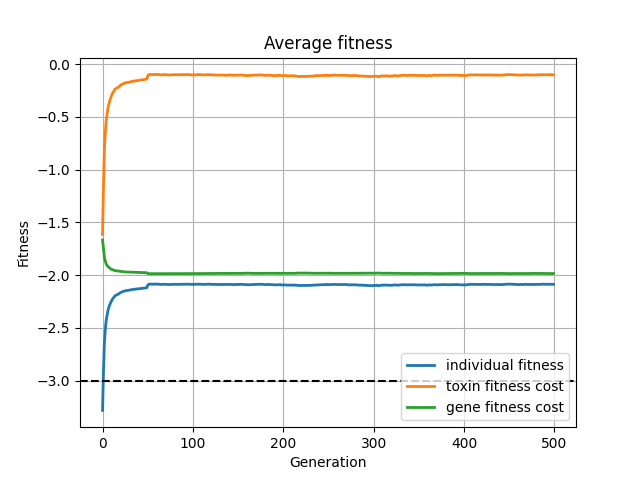 Average fitness
0.0
−0.5
−1.0
−1.5
−2.0
−2.5
−3.0
Fitness
individual fitness
toxin fitness cost
gene fitness cost
0 100 200 300 400 500
Generation